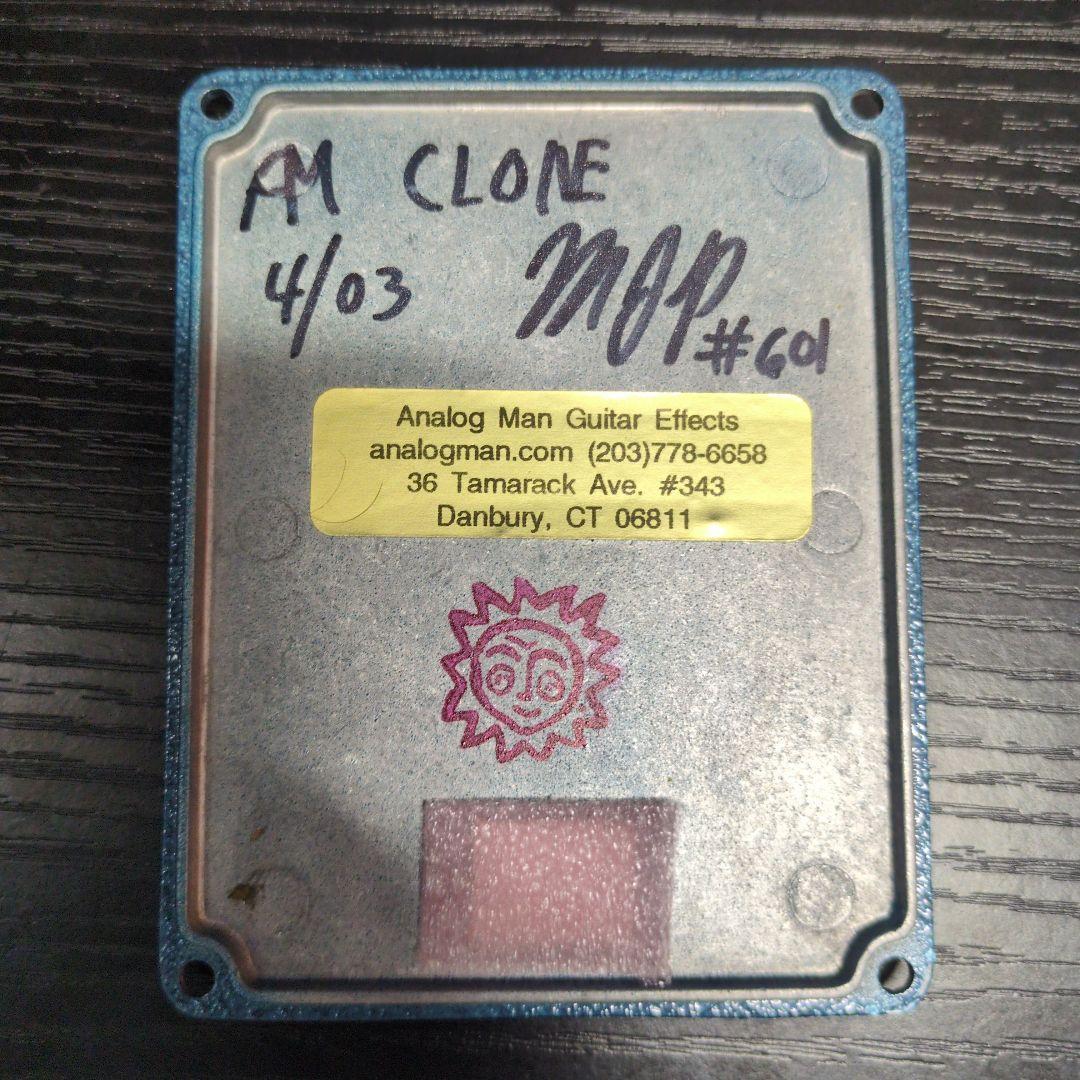 AM CLONE
4/03 MJP #601
Analog Man Guitar Effects
analogman.com (203)778-6658
36 Tamarack Ave. #343
Danbury, CT 06811